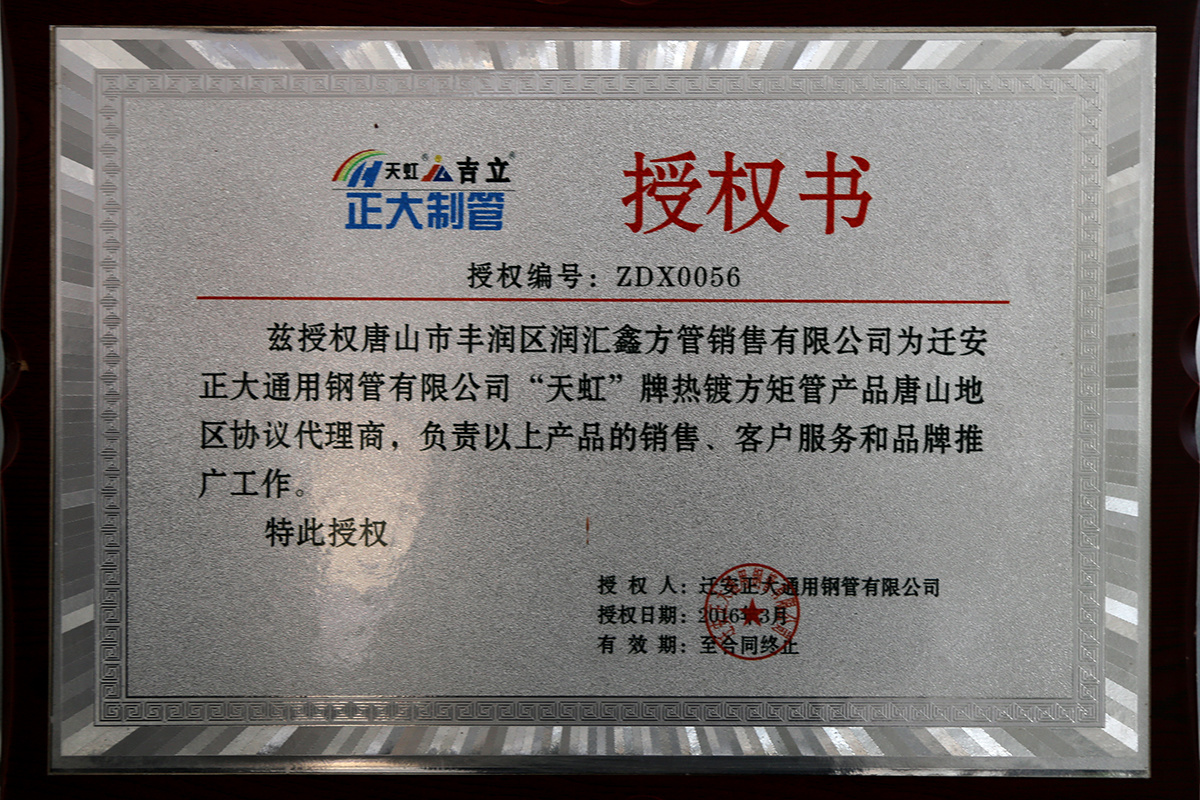 天虹® 吉立®
正大制管
授权书
授权编号：ZDX0056
兹授权唐山市丰润区润汇鑫方管销售有限公司为迁安
正大通用钢管有限公司“天虹”牌热镀方矩管产品唐山地
区协议代理商，负责以上产品的销售、客户服务和品牌推
广工作。
特此授权
授 权 人：迁安正大通用钢管有限公司
授权日期：2016年3月
有 效 期：至合同终止